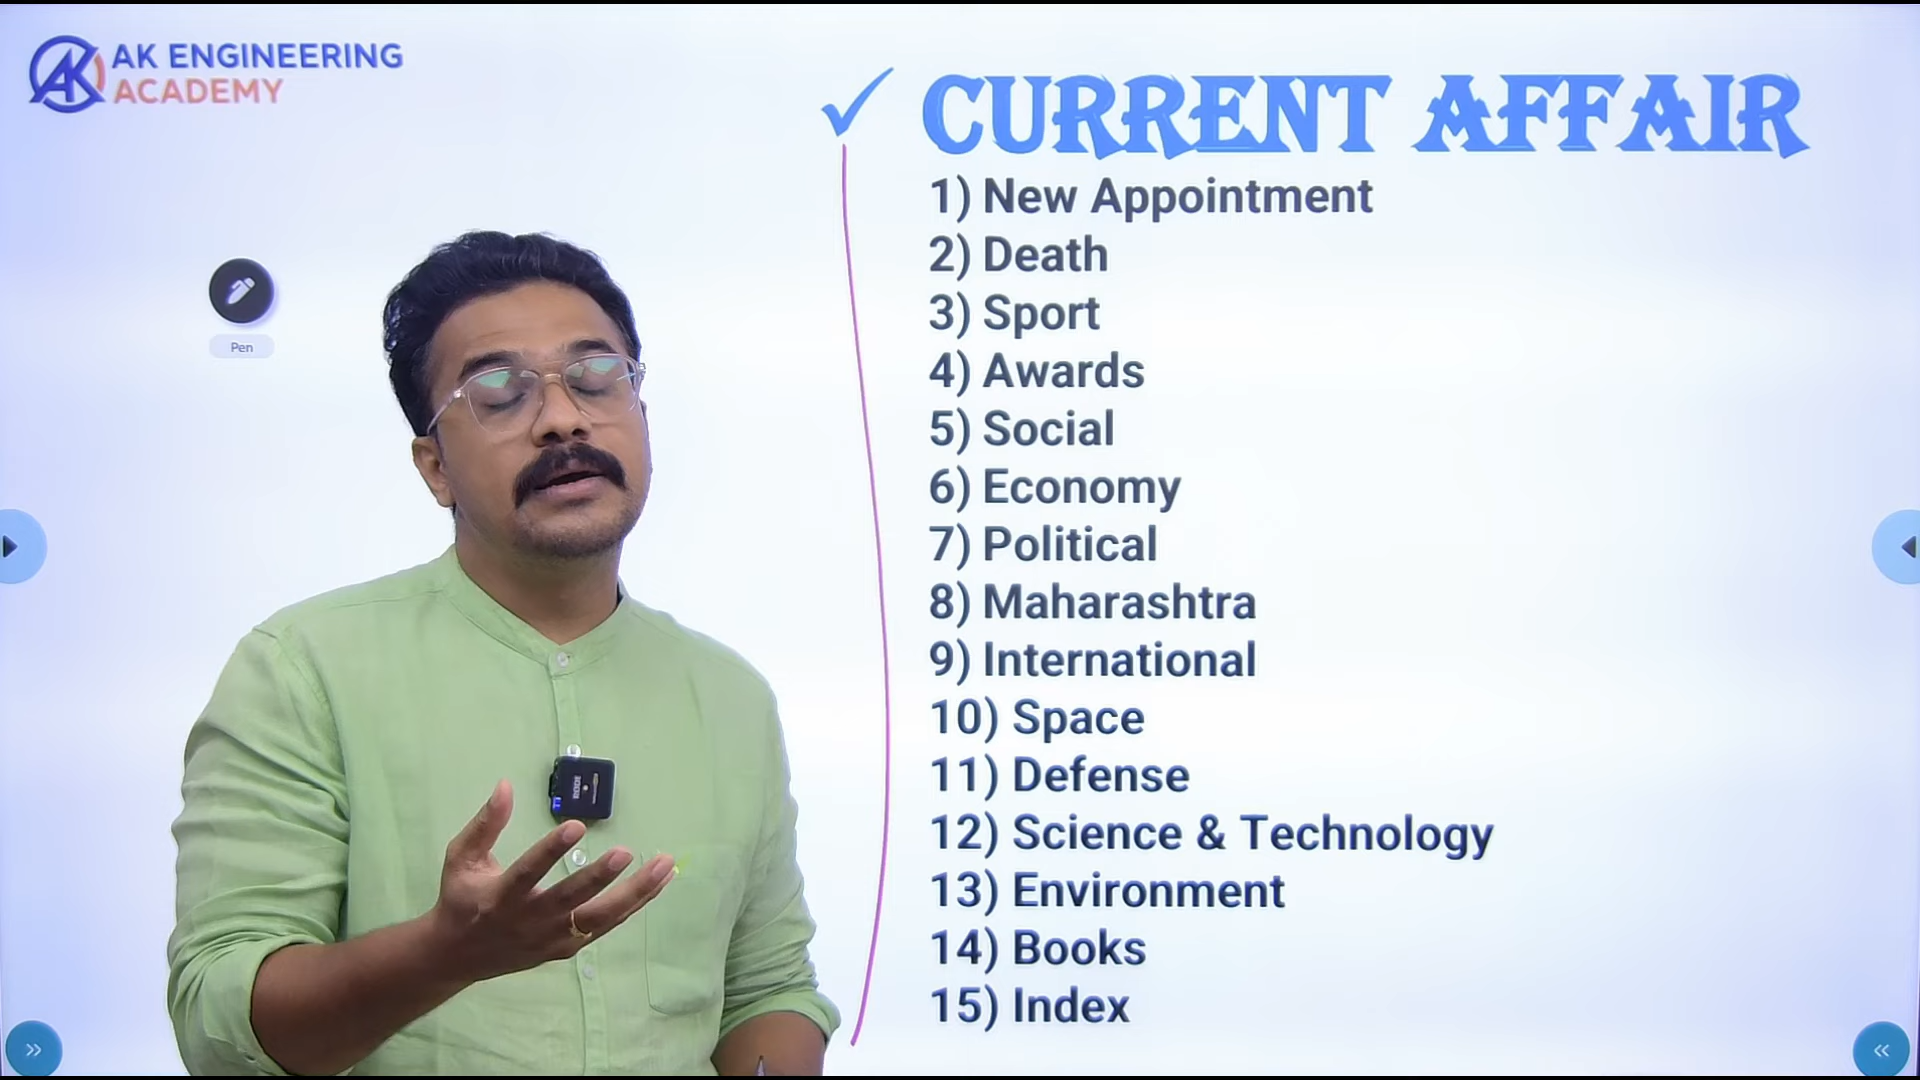 AK ENGINEERING
ACADEMY
CURRENT AFFAIR
1) New Appointment
2) Death
3) Sport
4) Awards
5) Social
6) Economy
7) Political
8) Maharashtra
9) International
10) Space
11) Defense
12) Science & Technology
13) Environment
14) Books
15) Index
Pen
RODE